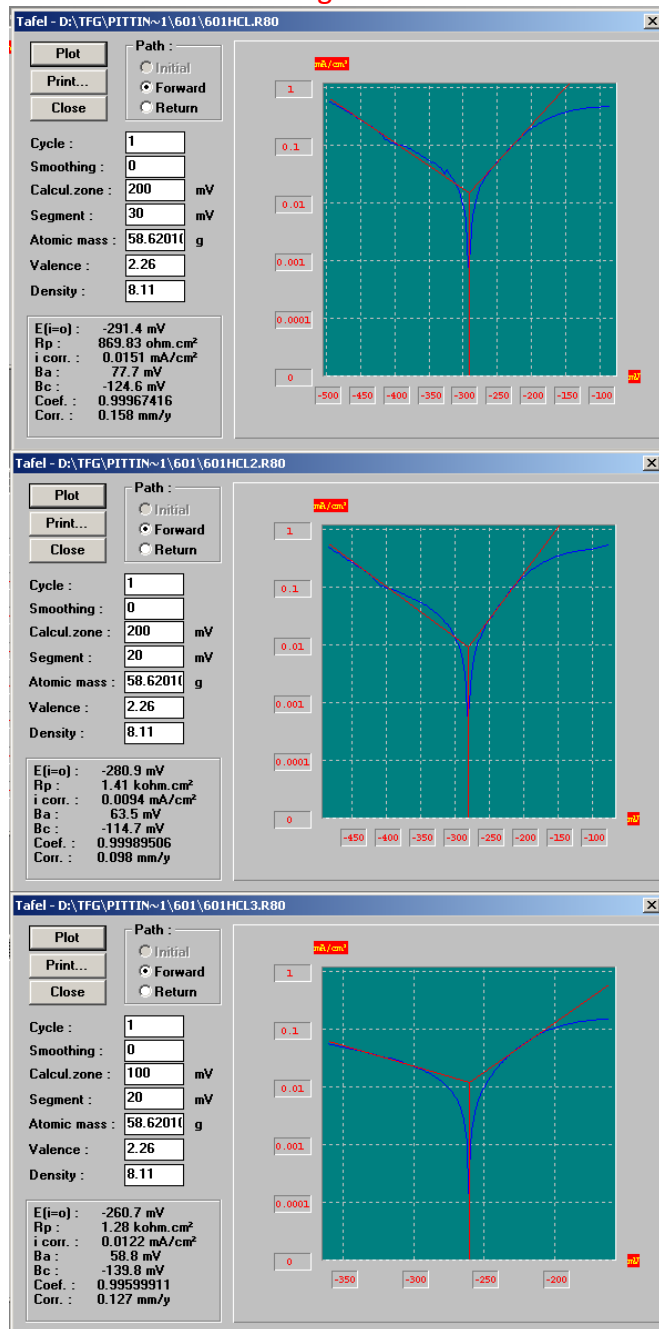 Tafel - D:\TFG\PITTIN~1\601\601HCL.R80
Plot
Print...
Close
Path :
Initial
Forward
Return
Cycle : 1
Smoothing : 0
Calcul.zone : 200 mV
Segment : 30 mV
Atomic mass : 58.6201( g
Valence : 2.26
Density : 8.11
E(i=o) : -291.4 mV
Rp : 869.83 ohm.cm²
i corr. : 0.0151 mA/cm²
Ba : 77.7 mV
Bc : -124.6 mV
Coef. : 0.99967416
Corr. : 0.158 mm/y
mA/cm²
1
0.1
0.01
0.001
0.0001
0
mV
-500 -450 -400 -350 -300 -250 -200 -150 -100
Tafel - D:\TFG\PITTIN~1\601\601HCL2.R80
Plot
Print...
Close
Path :
Initial
Forward
Return
Cycle : 1
Smoothing : 0
Calcul.zone : 200 mV
Segment : 20 mV
Atomic mass : 58.6201( g
Valence : 2.26
Density : 8.11
E(i=o) : -280.9 mV
Rp : 1.41 kohm.cm²
i corr. : 0.0094 mA/cm²
Ba : 63.5 mV
Bc : -114.7 mV
Coef. : 0.99989506
Corr. : 0.098 mm/y
mA/cm²
1
0.1
0.01
0.001
0.0001
0
mV
-450 -400 -350 -300 -250 -200 -150 -100
Tafel - D:\TFG\PITTIN~1\601\601HCL3.R80
Plot
Print...
Close
Path :
Initial
Forward
Return
Cycle : 1
Smoothing : 0
Calcul.zone : 100 mV
Segment : 20 mV
Atomic mass : 58.6201( g
Valence : 2.26
Density : 8.11
E(i=o) : -260.7 mV
Rp : 1.28 kohm.cm²
i corr. : 0.0122 mA/cm²
Ba : 58.8 mV
Bc : -139.8 mV
Coef. : 0.99599911
Corr. : 0.127 mm/y
mA/cm²
1
0.1
0.01
0.001
0.0001
0
mV
-350 -300 -250 -200